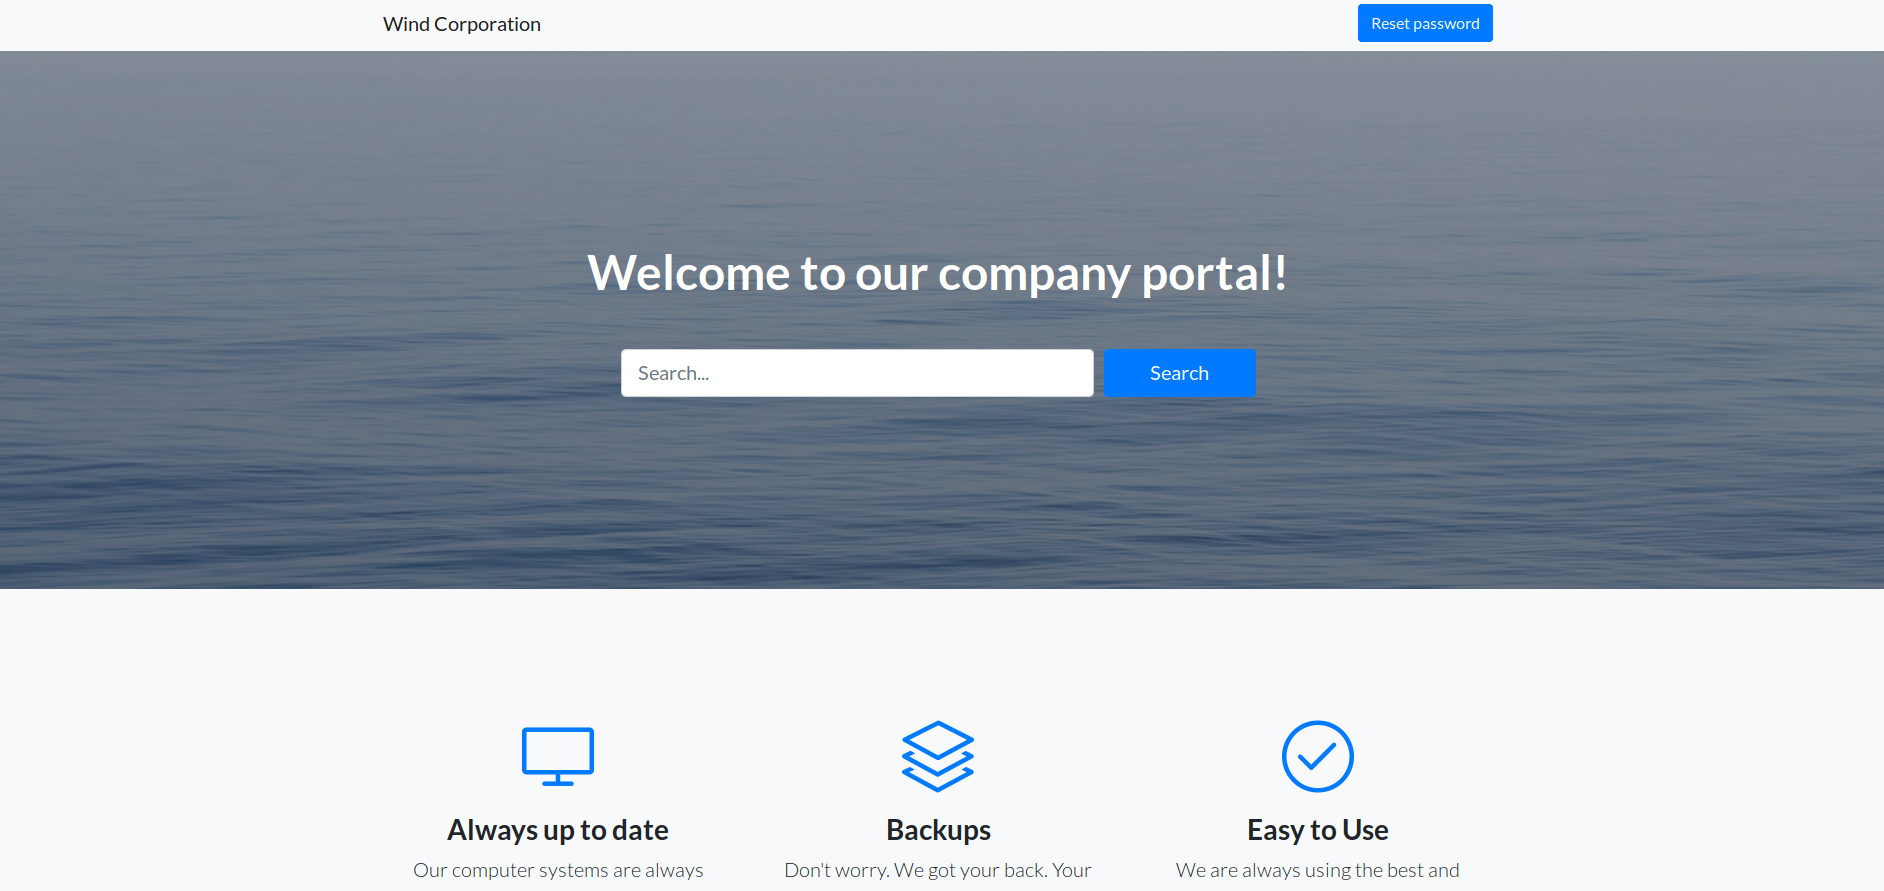 Wind Corporation
Reset password
Welcome to our company portal!
Search...
Search
Always up to date
Our computer systems are always
Backups
Don't worry. We got your back. Your
Easy to Use
We are always using the best and